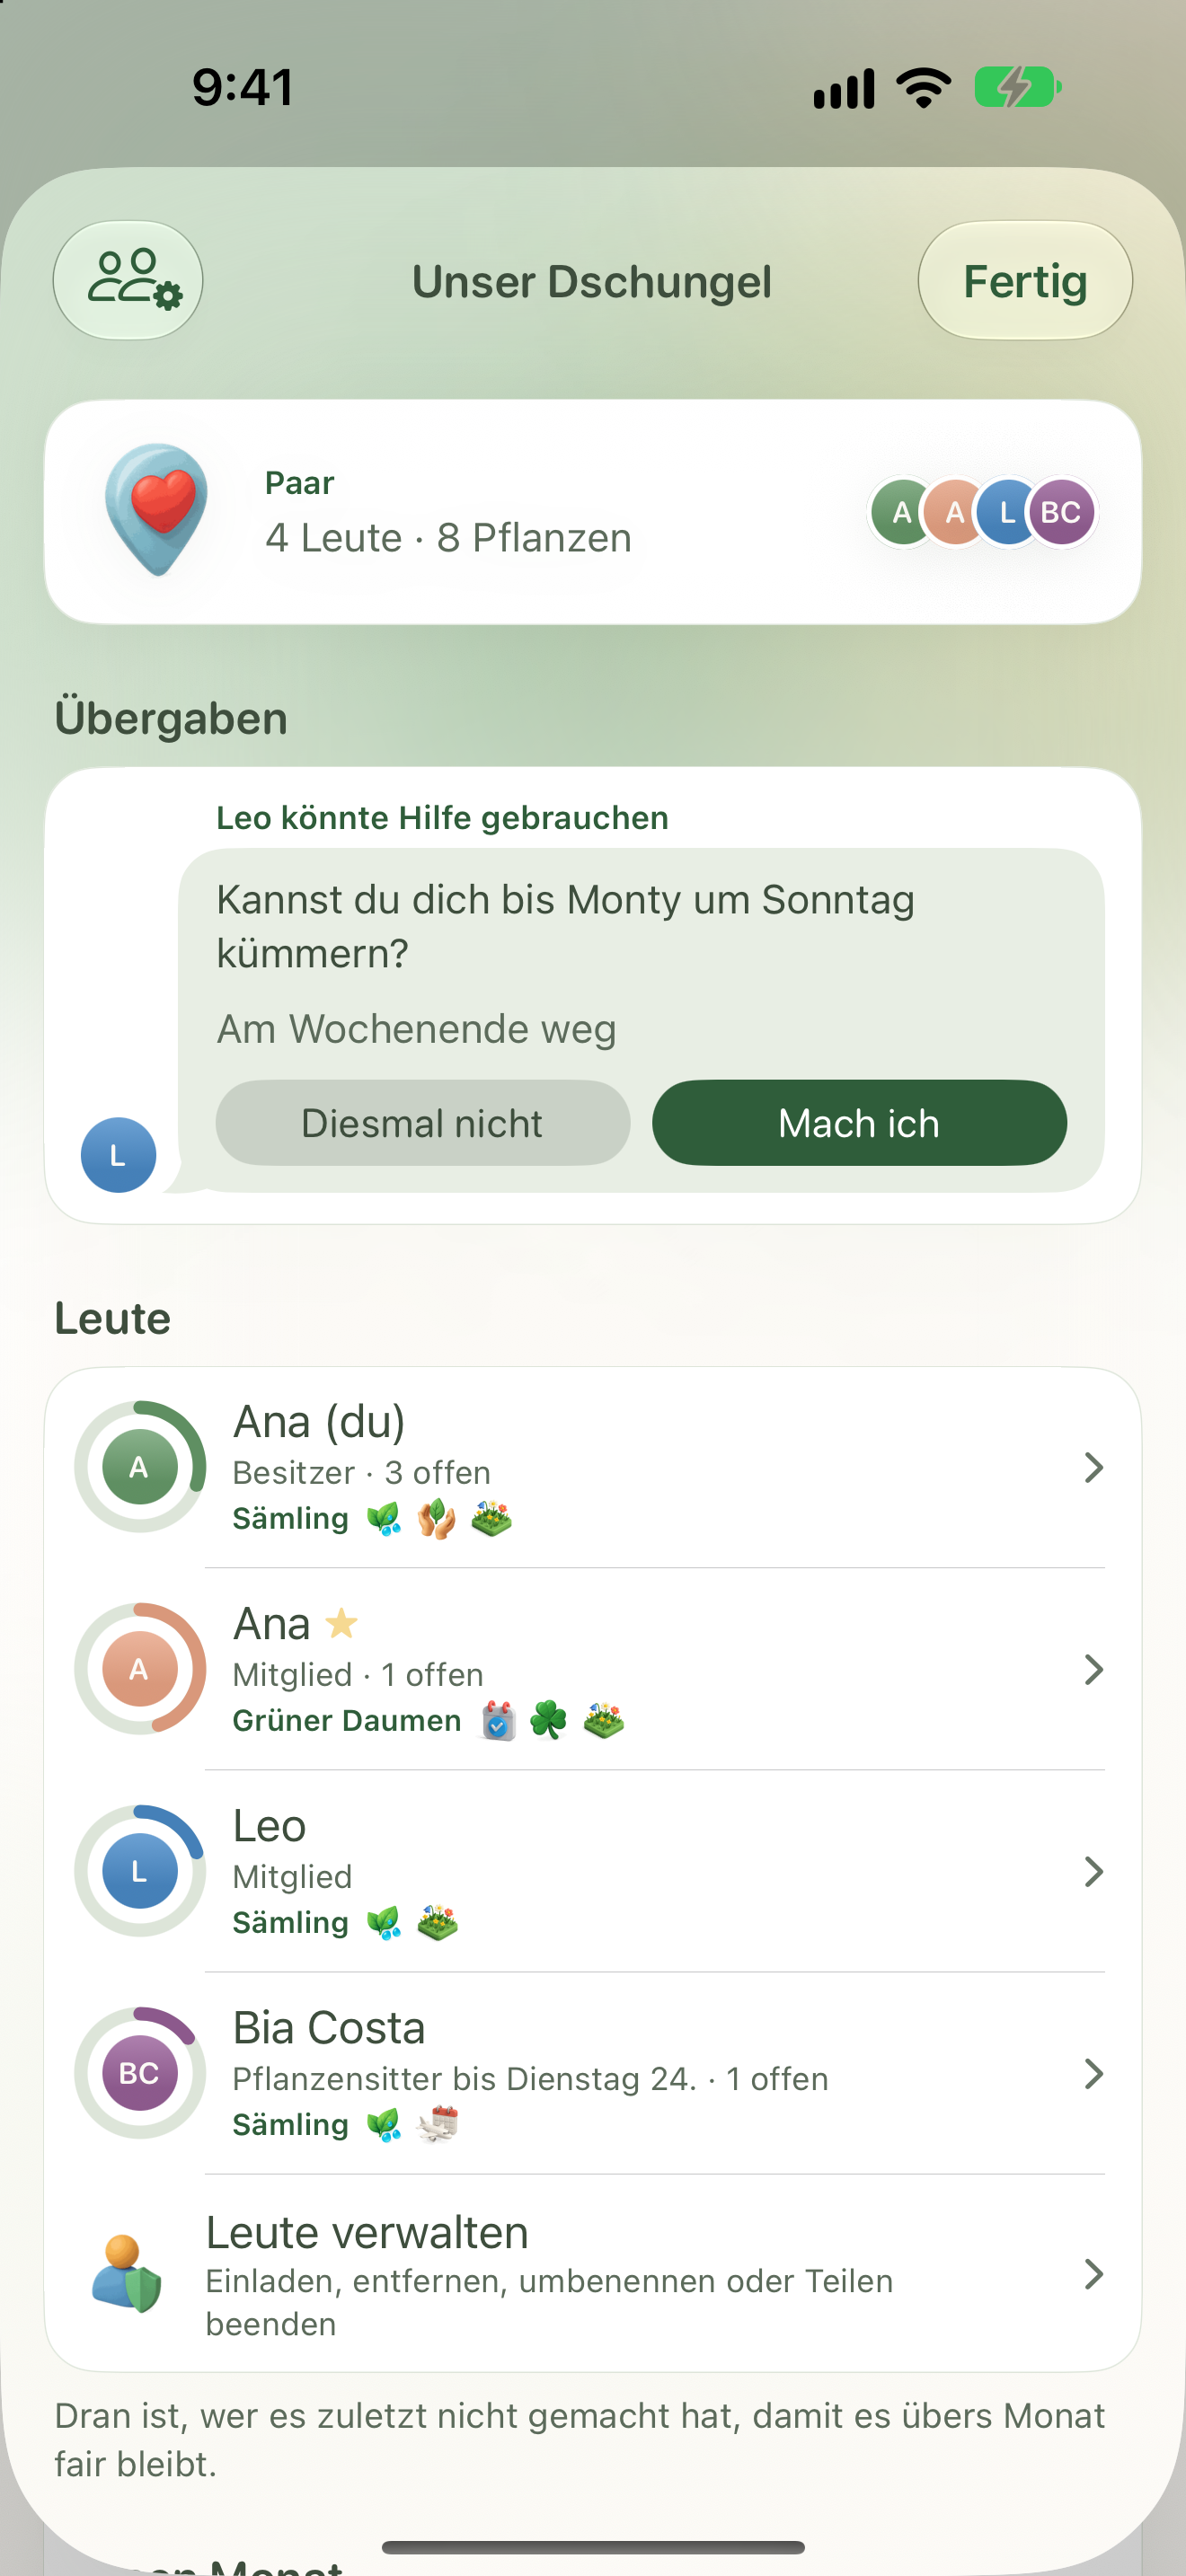 9:41
Unser Dschungel
Fertig
Paar
4 Leute · 8 Pflanzen
A A L BC
Übergaben
Leo könnte Hilfe gebrauchen
Kannst du dich bis Monty um Sonntag
kümmern?
Am Wochenende weg
Diesmal nicht
Mach ich
L
Leute
A
Ana (du)
Besitzer · 3 offen
Sämling
A
Ana
Mitglied · 1 offen
Grüner Daumen
L
Leo
Mitglied
Sämling
BC
Bia Costa
Pflanzensitter bis Dienstag 24. · 1 offen
Sämling
Leute verwalten
Einladen, entfernen, umbenennen oder Teilen
beenden
Dran ist, wer es zuletzt nicht gemacht hat, damit es übers Monat
fair bleibt.
Monat